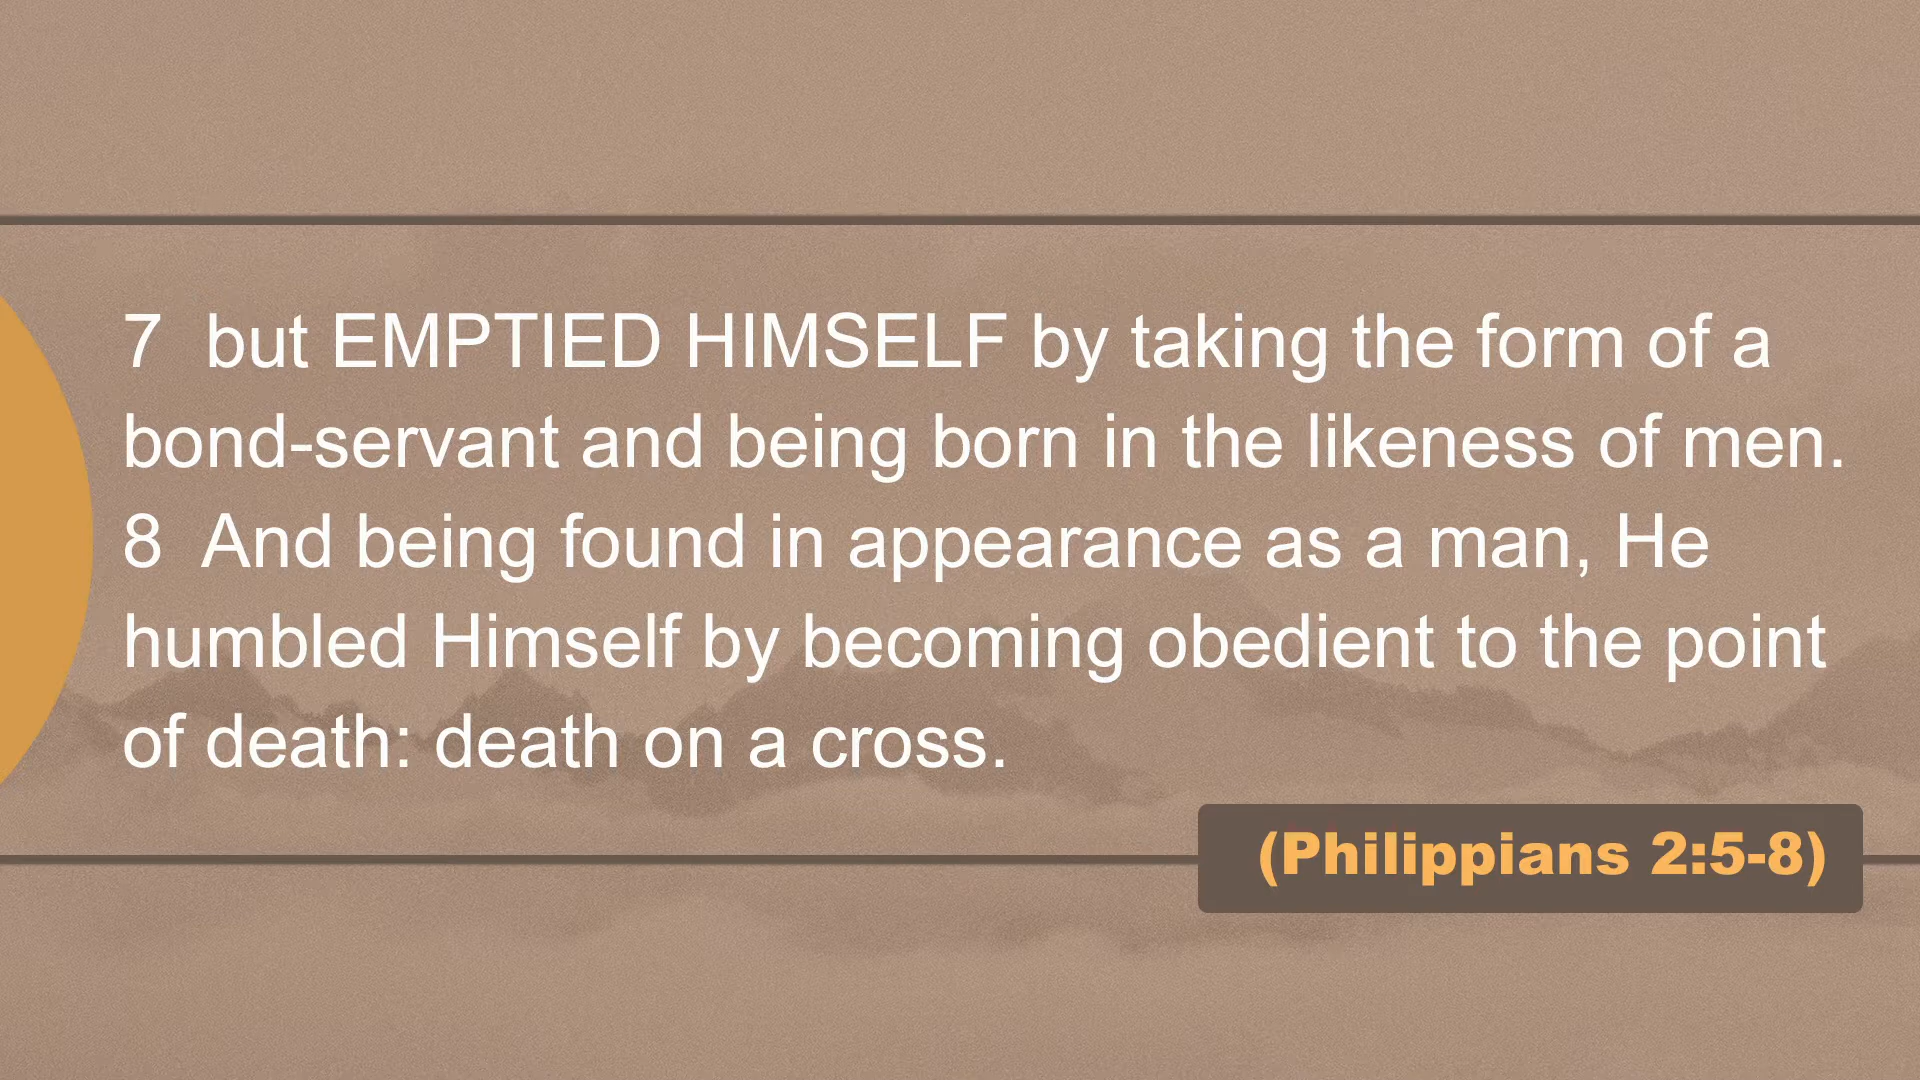 7  but EMPTIED HIMSELF by taking the form of a
bond-servant and being born in the likeness of men.
8  And being found in appearance as a man, He
humbled Himself by becoming obedient to the point
of death: death on a cross.
(Philippians 2:5-8)